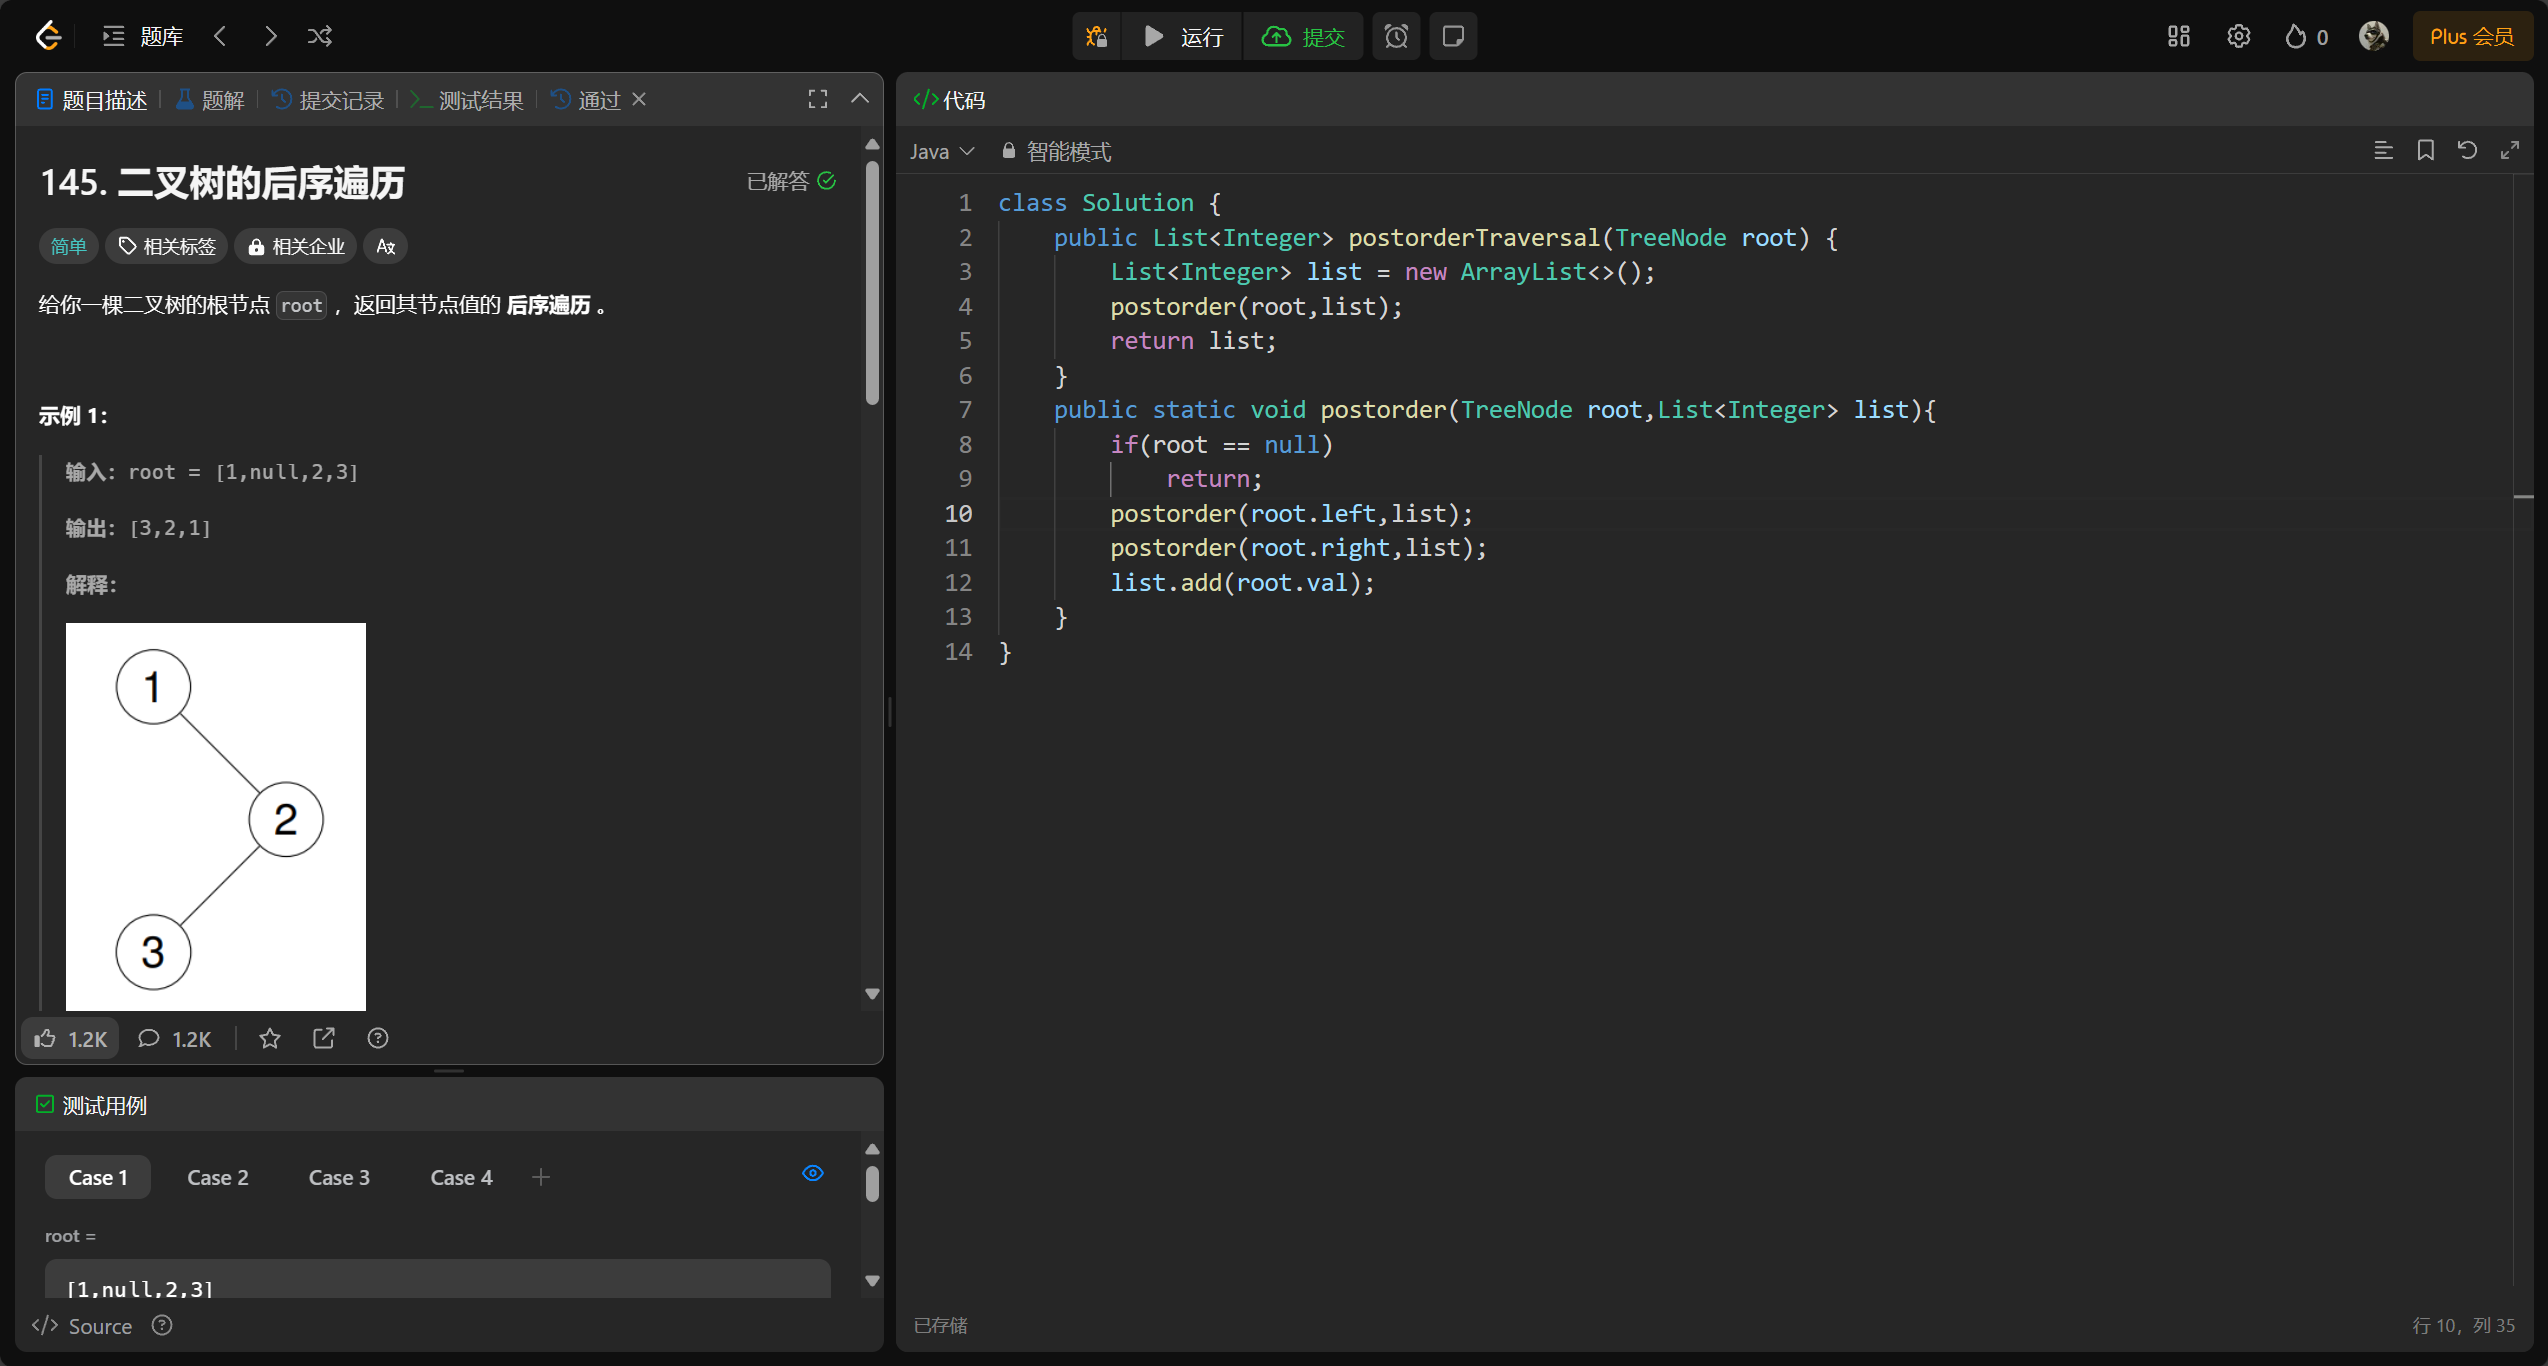 题库
运行
提交
0
Plus 会员
题目描述
题解
提交记录
测试结果
通过
145. 二叉树的后序遍历
已解答
简单
相关标签
相关企业
给你一棵二叉树的根节点 root ，返回其节点值的 后序遍历 。
示例 1：
输入：root = [1,null,2,3]
输出：[3,2,1]
解释：
1
2
3
1.2K
1.2K
测试用例
Case 1
Case 2
Case 3
Case 4
root =
[1,null,2,3]
Source
代码
Java
智能模式
1 class Solution {
2 public List<Integer> postorderTraversal(TreeNode root) {
3 List<Integer> list = new ArrayList<>();
4 postorder(root,list);
5 return list;
6 }
7 public static void postorder(TreeNode root,List<Integer> list){
8 if(root == null)
9 return;
10 postorder(root.left,list);
11 postorder(root.right,list);
12 list.add(root.val);
13 }
14 }
已存储
行 10，列 35